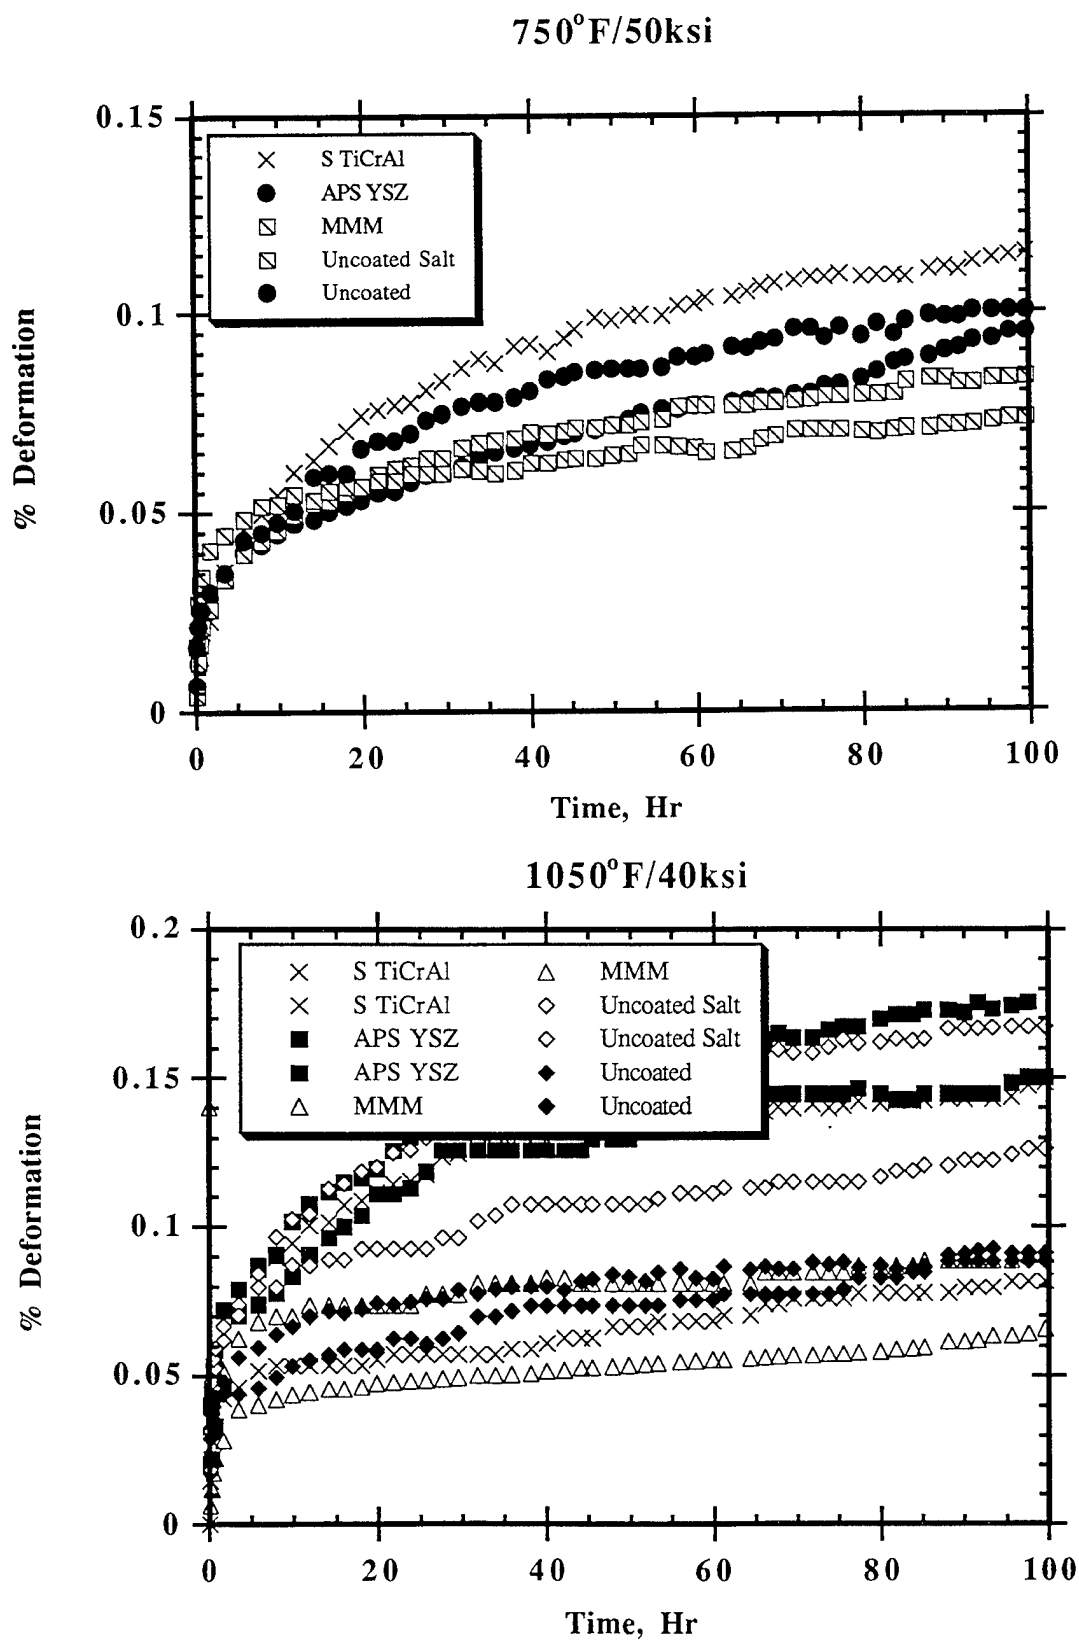 750°F/50ksi
0.15
S TiCrAl
APS YSZ
MMM
Uncoated Salt
Uncoated
0.1
0.05
0
% Deformation
0 20 40 60 80 100
Time, Hr
1050°F/40ksi
0.2
S TiCrAl MMM
S TiCrAl Uncoated Salt
APS YSZ Uncoated Salt
APS YSZ Uncoated
MMM Uncoated
0.15
0.1
0.05
0
% Deformation
0 20 40 60 80 100
Time, Hr